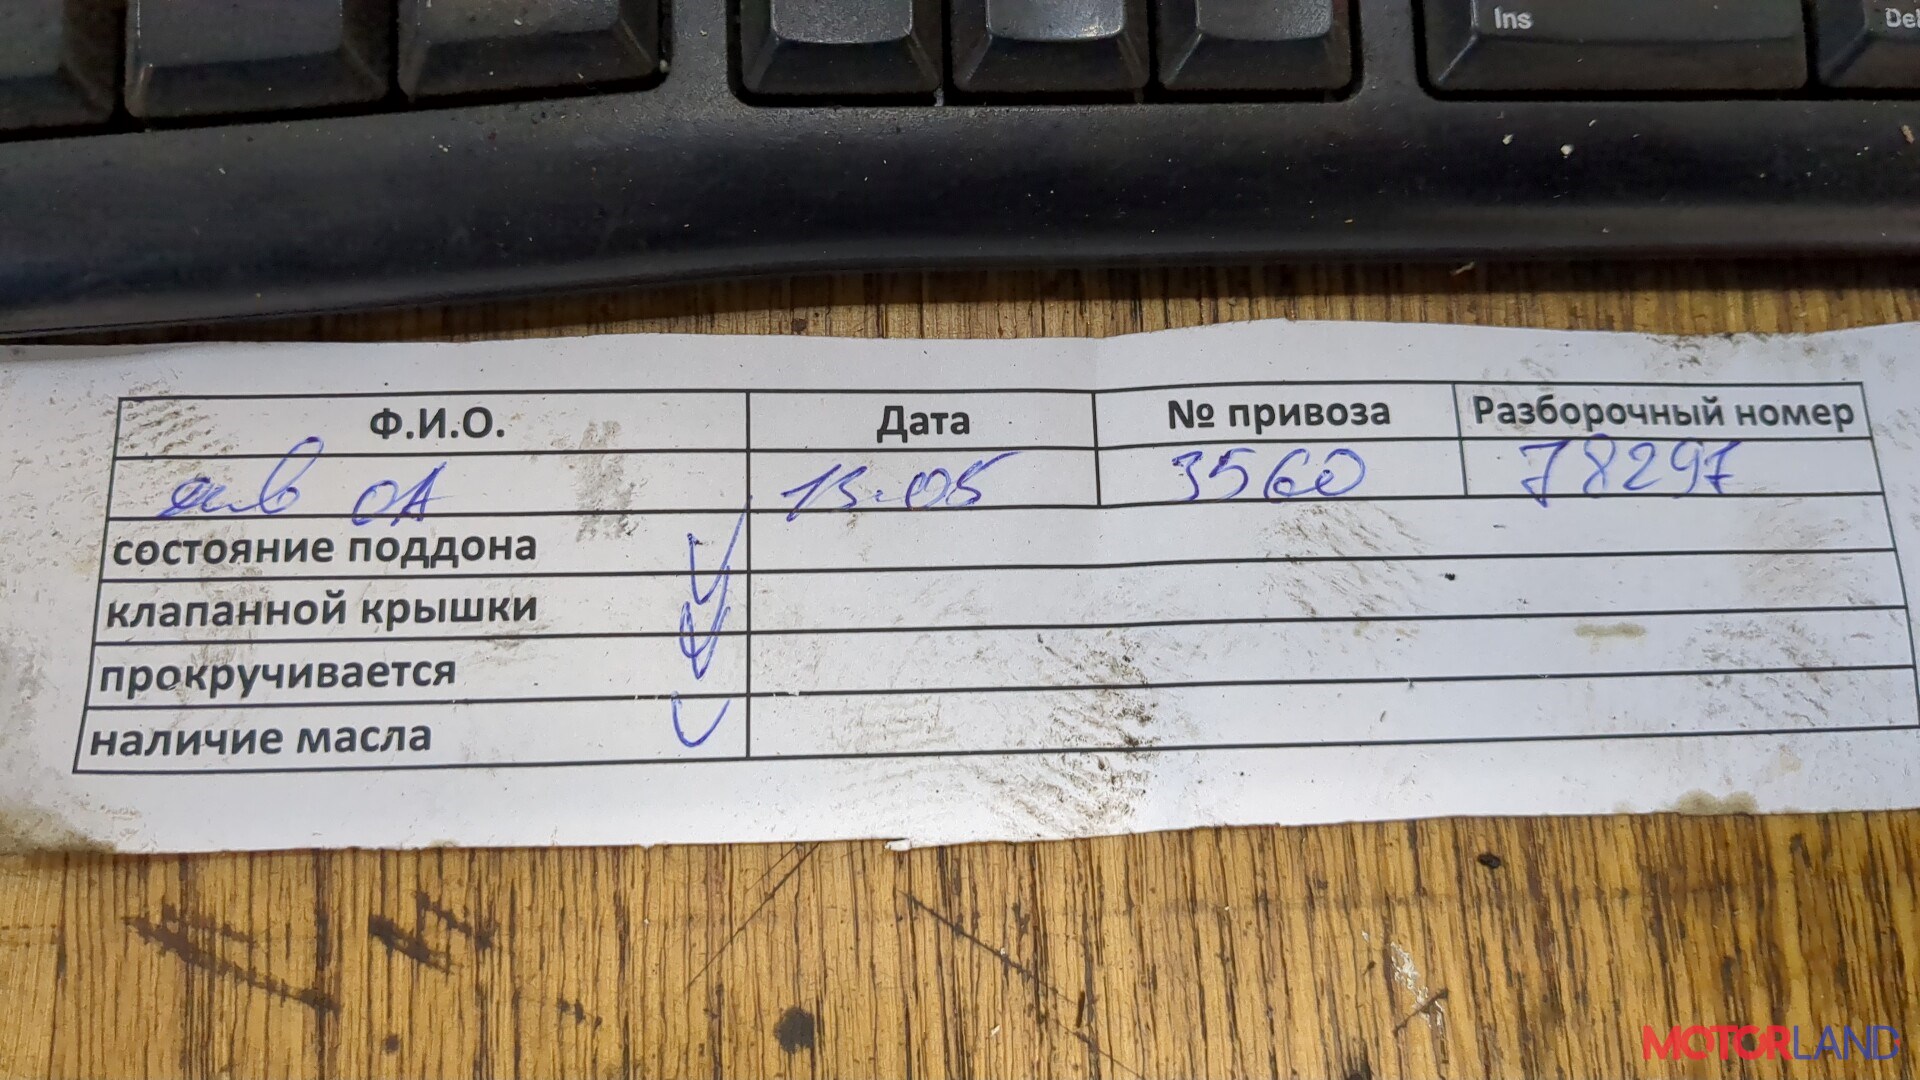 Ins
Del
Ф.И.О. Дата № привоза Разборочный номер
ОА 13.05 3560 78297
состояние поддона
клапанной крышки
прокручивается
наличие масла
MOTORLAND